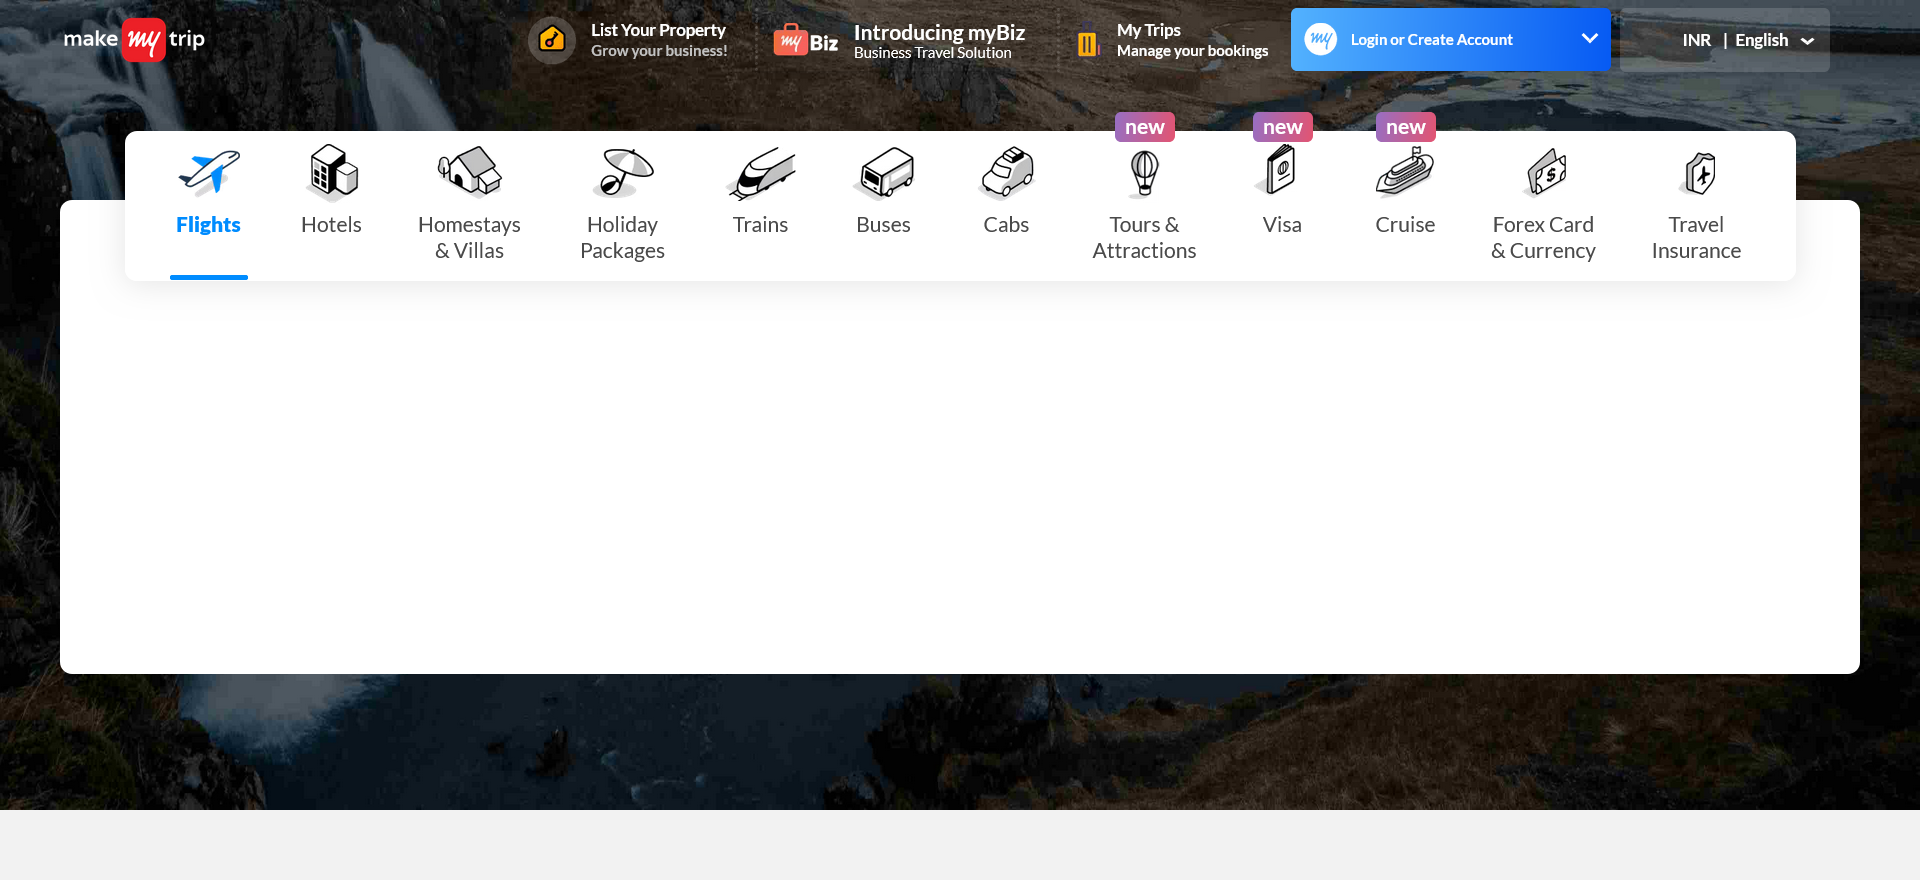 make my trip
List Your Property
Grow your business!
my Biz
Introducing myBiz
Business Travel Solution
My Trips
Manage your bookings
my
Login or Create Account
INR | English
new
new
new
Flights
Hotels
Homestays
& Villas
Holiday
Packages
Trains
Buses
Cabs
Tours &
Attractions
Visa
Cruise
Forex Card
& Currency
Travel
Insurance